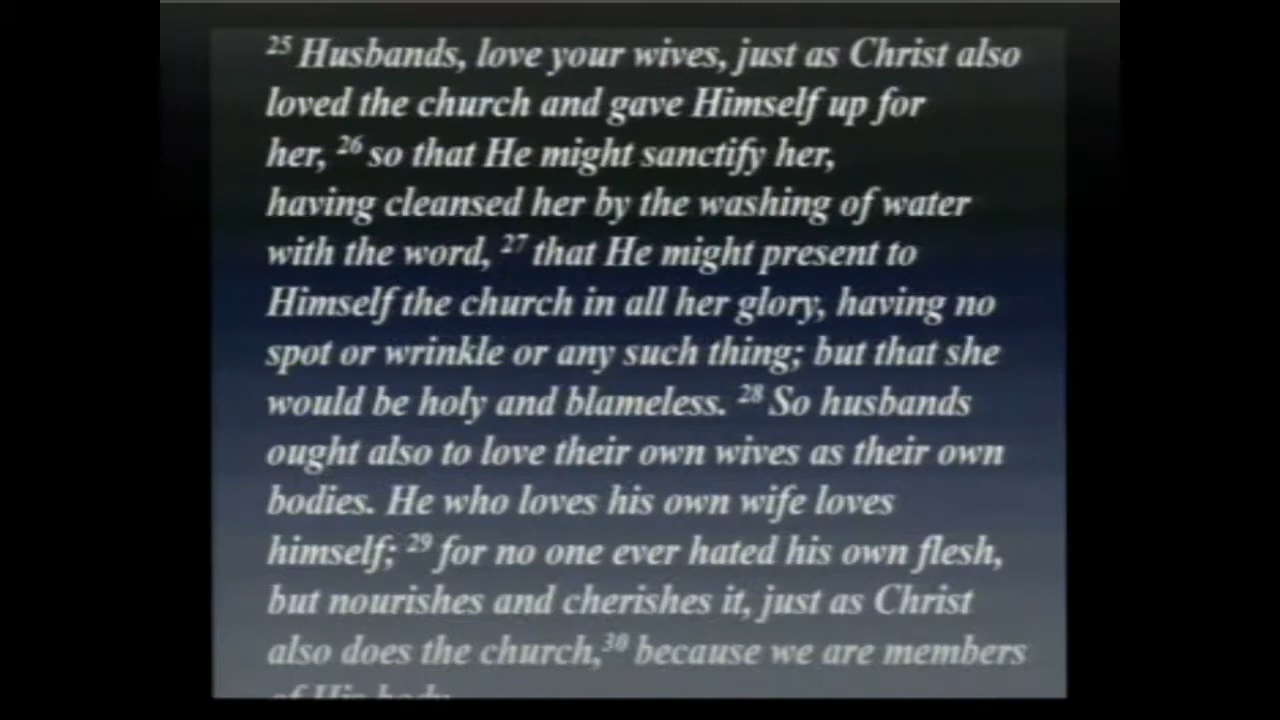 25 Husbands, love your wives, just as Christ also
loved the church and gave Himself up for
her, 26 so that He might sanctify her,
having cleansed her by the washing of water
with the word, 27 that He might present to
Himself the church in all her glory, having no
spot or wrinkle or any such thing; but that she
would be holy and blameless. 28 So husbands
ought also to love their own wives as their own
bodies. He who loves his own wife loves
himself; 29 for no one ever hated his own flesh,
but nourishes and cherishes it, just as Christ
also does the church,30 because we are members
of His body.